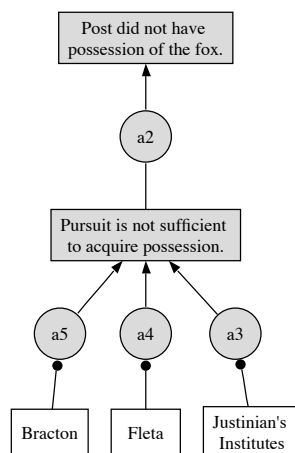 Post did not have
possession of the fox.
a2
Pursuit is not sufficient
to acquire possession.
a5
a4
a3
Bracton
Fleta
Justinian's
Institutes